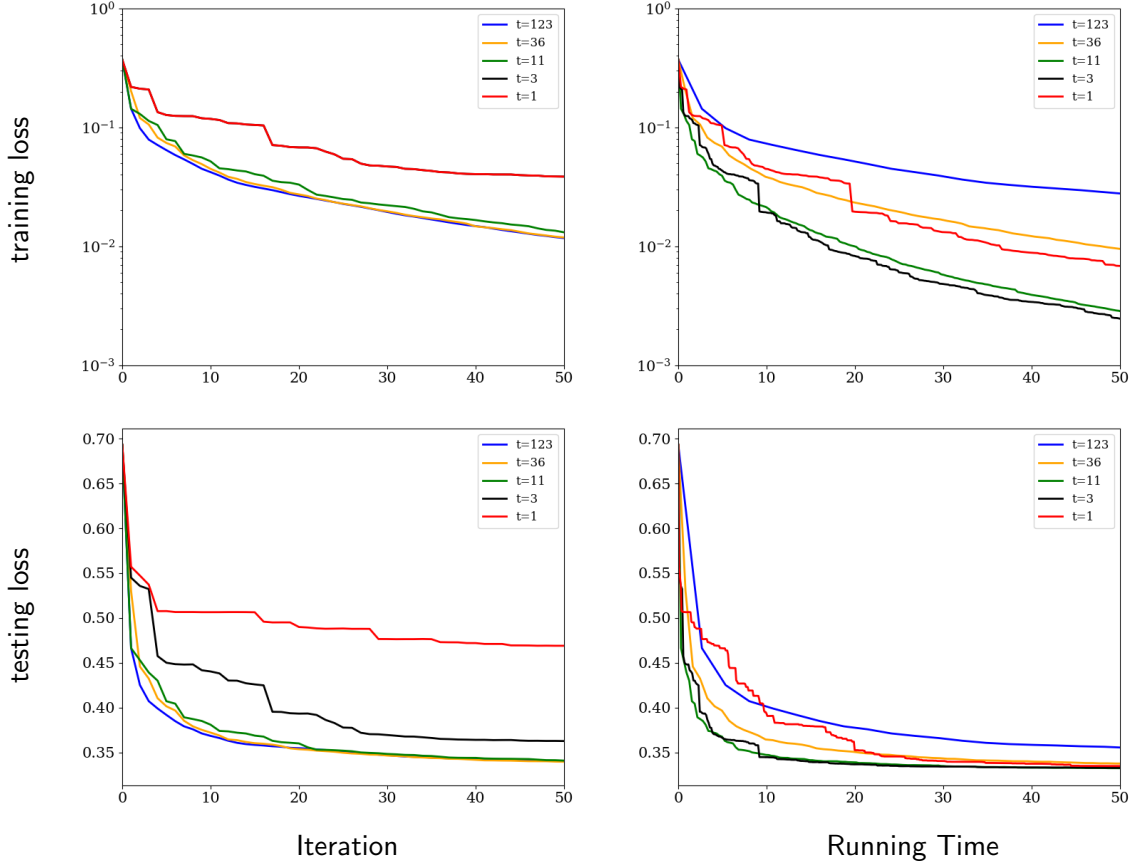 training loss
10^0
10^-1
10^-2
10^-3
0 10 20 30 40 50
t=123
t=36
t=11
t=3
t=1
10^0
10^-1
10^-2
10^-3
0 10 20 30 40 50
t=123
t=36
t=11
t=3
t=1
testing loss
0.70
0.65
0.60
0.55
0.50
0.45
0.40
0.35
0 10 20 30 40 50
t=123
t=36
t=11
t=3
t=1
Iteration
0.70
0.65
0.60
0.55
0.50
0.45
0.40
0.35
0 10 20 30 40 50
t=123
t=36
t=11
t=3
t=1
Running Time